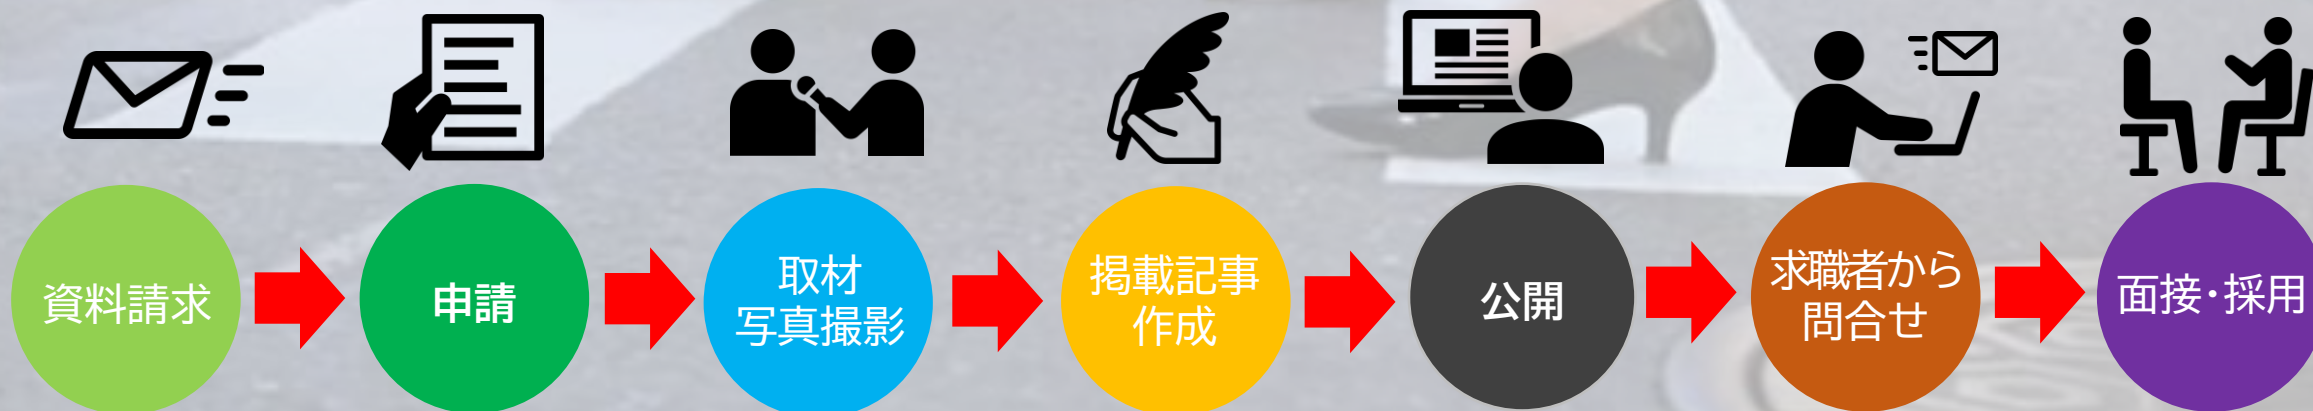 資料請求
申請
取材
写真撮影
掲載記事
作成
公開
求職者から
問合せ
面接・採用